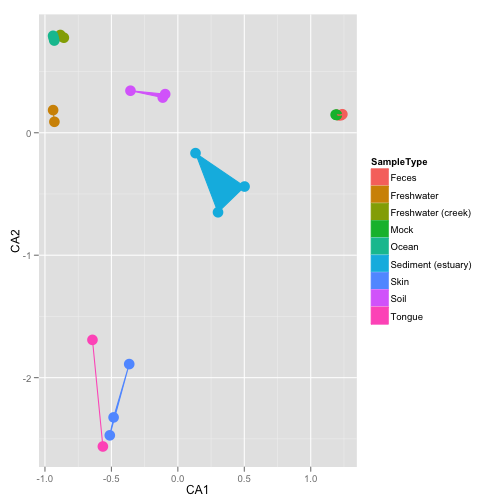 0
-1
-2
CA2
-1.0
-0.5
0.0
0.5
1.0
CA1
SampleType
Feces
Freshwater
Freshwater (creek)
Mock
Ocean
Sediment (estuary)
Skin
Soil
Tongue